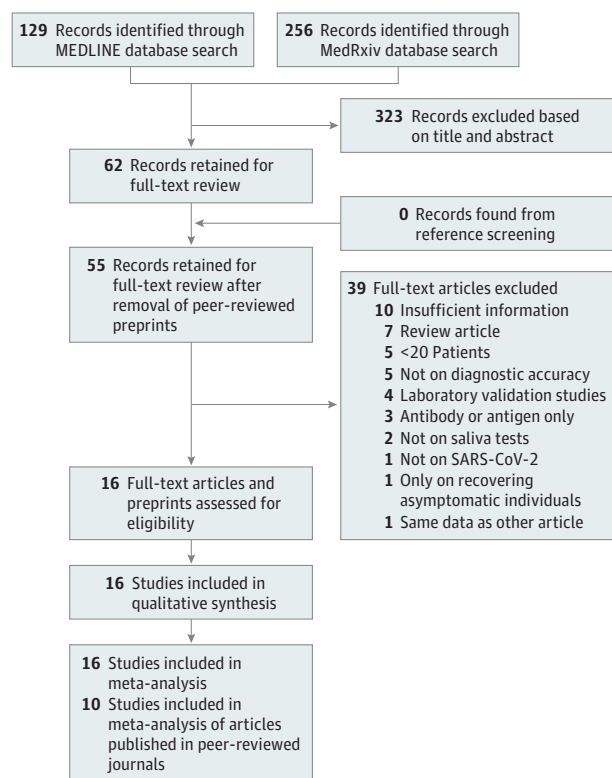 129 Records identified through
MEDLINE database search
256 Records identified through
MedRxiv database search
323 Records excluded based
on title and abstract
62 Records retained for
full-text review
0 Records found from
reference screening
55 Records retained for
full-text review after
removal of peer-reviewed
preprints
39 Full-text articles excluded
10 Insufficient information
7 Review article
5 <20 Patients
5 Not on diagnostic accuracy
4 Laboratory validation studies
3 Antibody or antigen only
2 Not on saliva tests
1 Not on SARS-CoV-2
1 Only on recovering
asymptomatic individuals
1 Same data as other article
16 Full-text articles and
preprints assessed for
eligibility
16 Studies included in
qualitative synthesis
16 Studies included in
meta-analysis
10 Studies included in
meta-analysis of articles
published in peer-reviewed
journals